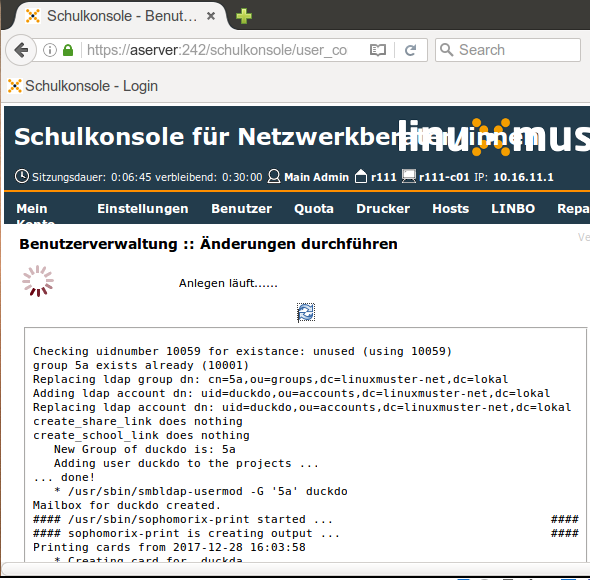 Schulkonsole - Benut...
https://aserver:242/schulkonsole/user_co
Search
Schulkonsole - Login
Schulkonsole für Netzwerkberater/innen
linux-mus
Sitzungsdauer: 0:06:45 verbleibend: 0:30:00 Main Admin r111 r111-c01 IP: 10.16.11.1
Mein Konto Einstellungen Benutzer Quota Drucker Hosts LINBO Repa
Benutzerverwaltung :: Änderungen durchführen
Ve
Anlegen läuft......
Checking uidnumber 10059 for existance: unused (using 10059)
group 5a exists already (10001)
Replacing ldap group dn: cn=5a,ou=groups,dc=linuxmuster-net,dc=lokal
Adding ldap account dn: uid=duckdo,ou=accounts,dc=linuxmuster-net,dc=lokal
Replacing ldap account dn: uid=duckdo,ou=accounts,dc=linuxmuster-net,dc=lokal
create_share_link does nothing
create_school_link does nothing
New Group of duckdo is: 5a
Adding user duckdo to the projects ...
... done!
* /usr/sbin/smbldap-usermod -G '5a' duckdo
Mailbox for duckdo created.
#### /usr/sbin/sophomorix-print started ... ####
#### sophomorix-print is creating output ... ####
Printing cards from 2017-12-28 16:03:58
* Creating card for duckda